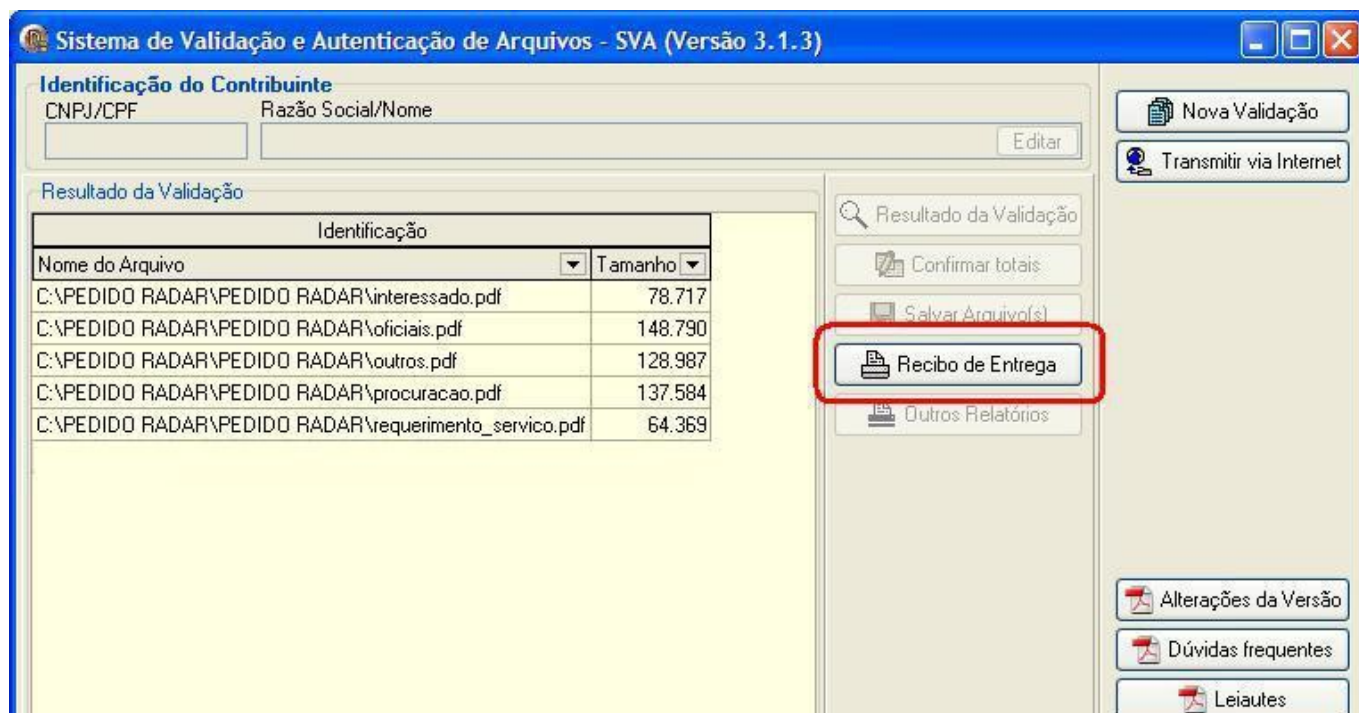 Sistema de Validação e Autenticação de Arquivos - SVA (Versão 3.1.3)
Identificação do Contribuinte
CNPJ/CPF Razão Social/Nome
Editar
Nova Validação
Transmitir via Internet
Resultado da Validação
Identificação
Nome do Arquivo Tamanho
C:\PEDIDO RADAR\PEDIDO RADAR\interessado.pdf 78.717
C:\PEDIDO RADAR\PEDIDO RADAR\oficiais.pdf 148.790
C:\PEDIDO RADAR\PEDIDO RADAR\outros.pdf 128.987
C:\PEDIDO RADAR\PEDIDO RADAR\procuracao.pdf 137.584
C:\PEDIDO RADAR\PEDIDO RADAR\requerimento_servico.pdf 64.369
Resultado da Validação
Confirmar totais
Salvar Arquivo(s)
Recibo de Entrega
Outros Relatórios
Alterações da Versão
Dúvidas frequentes
Leiautes